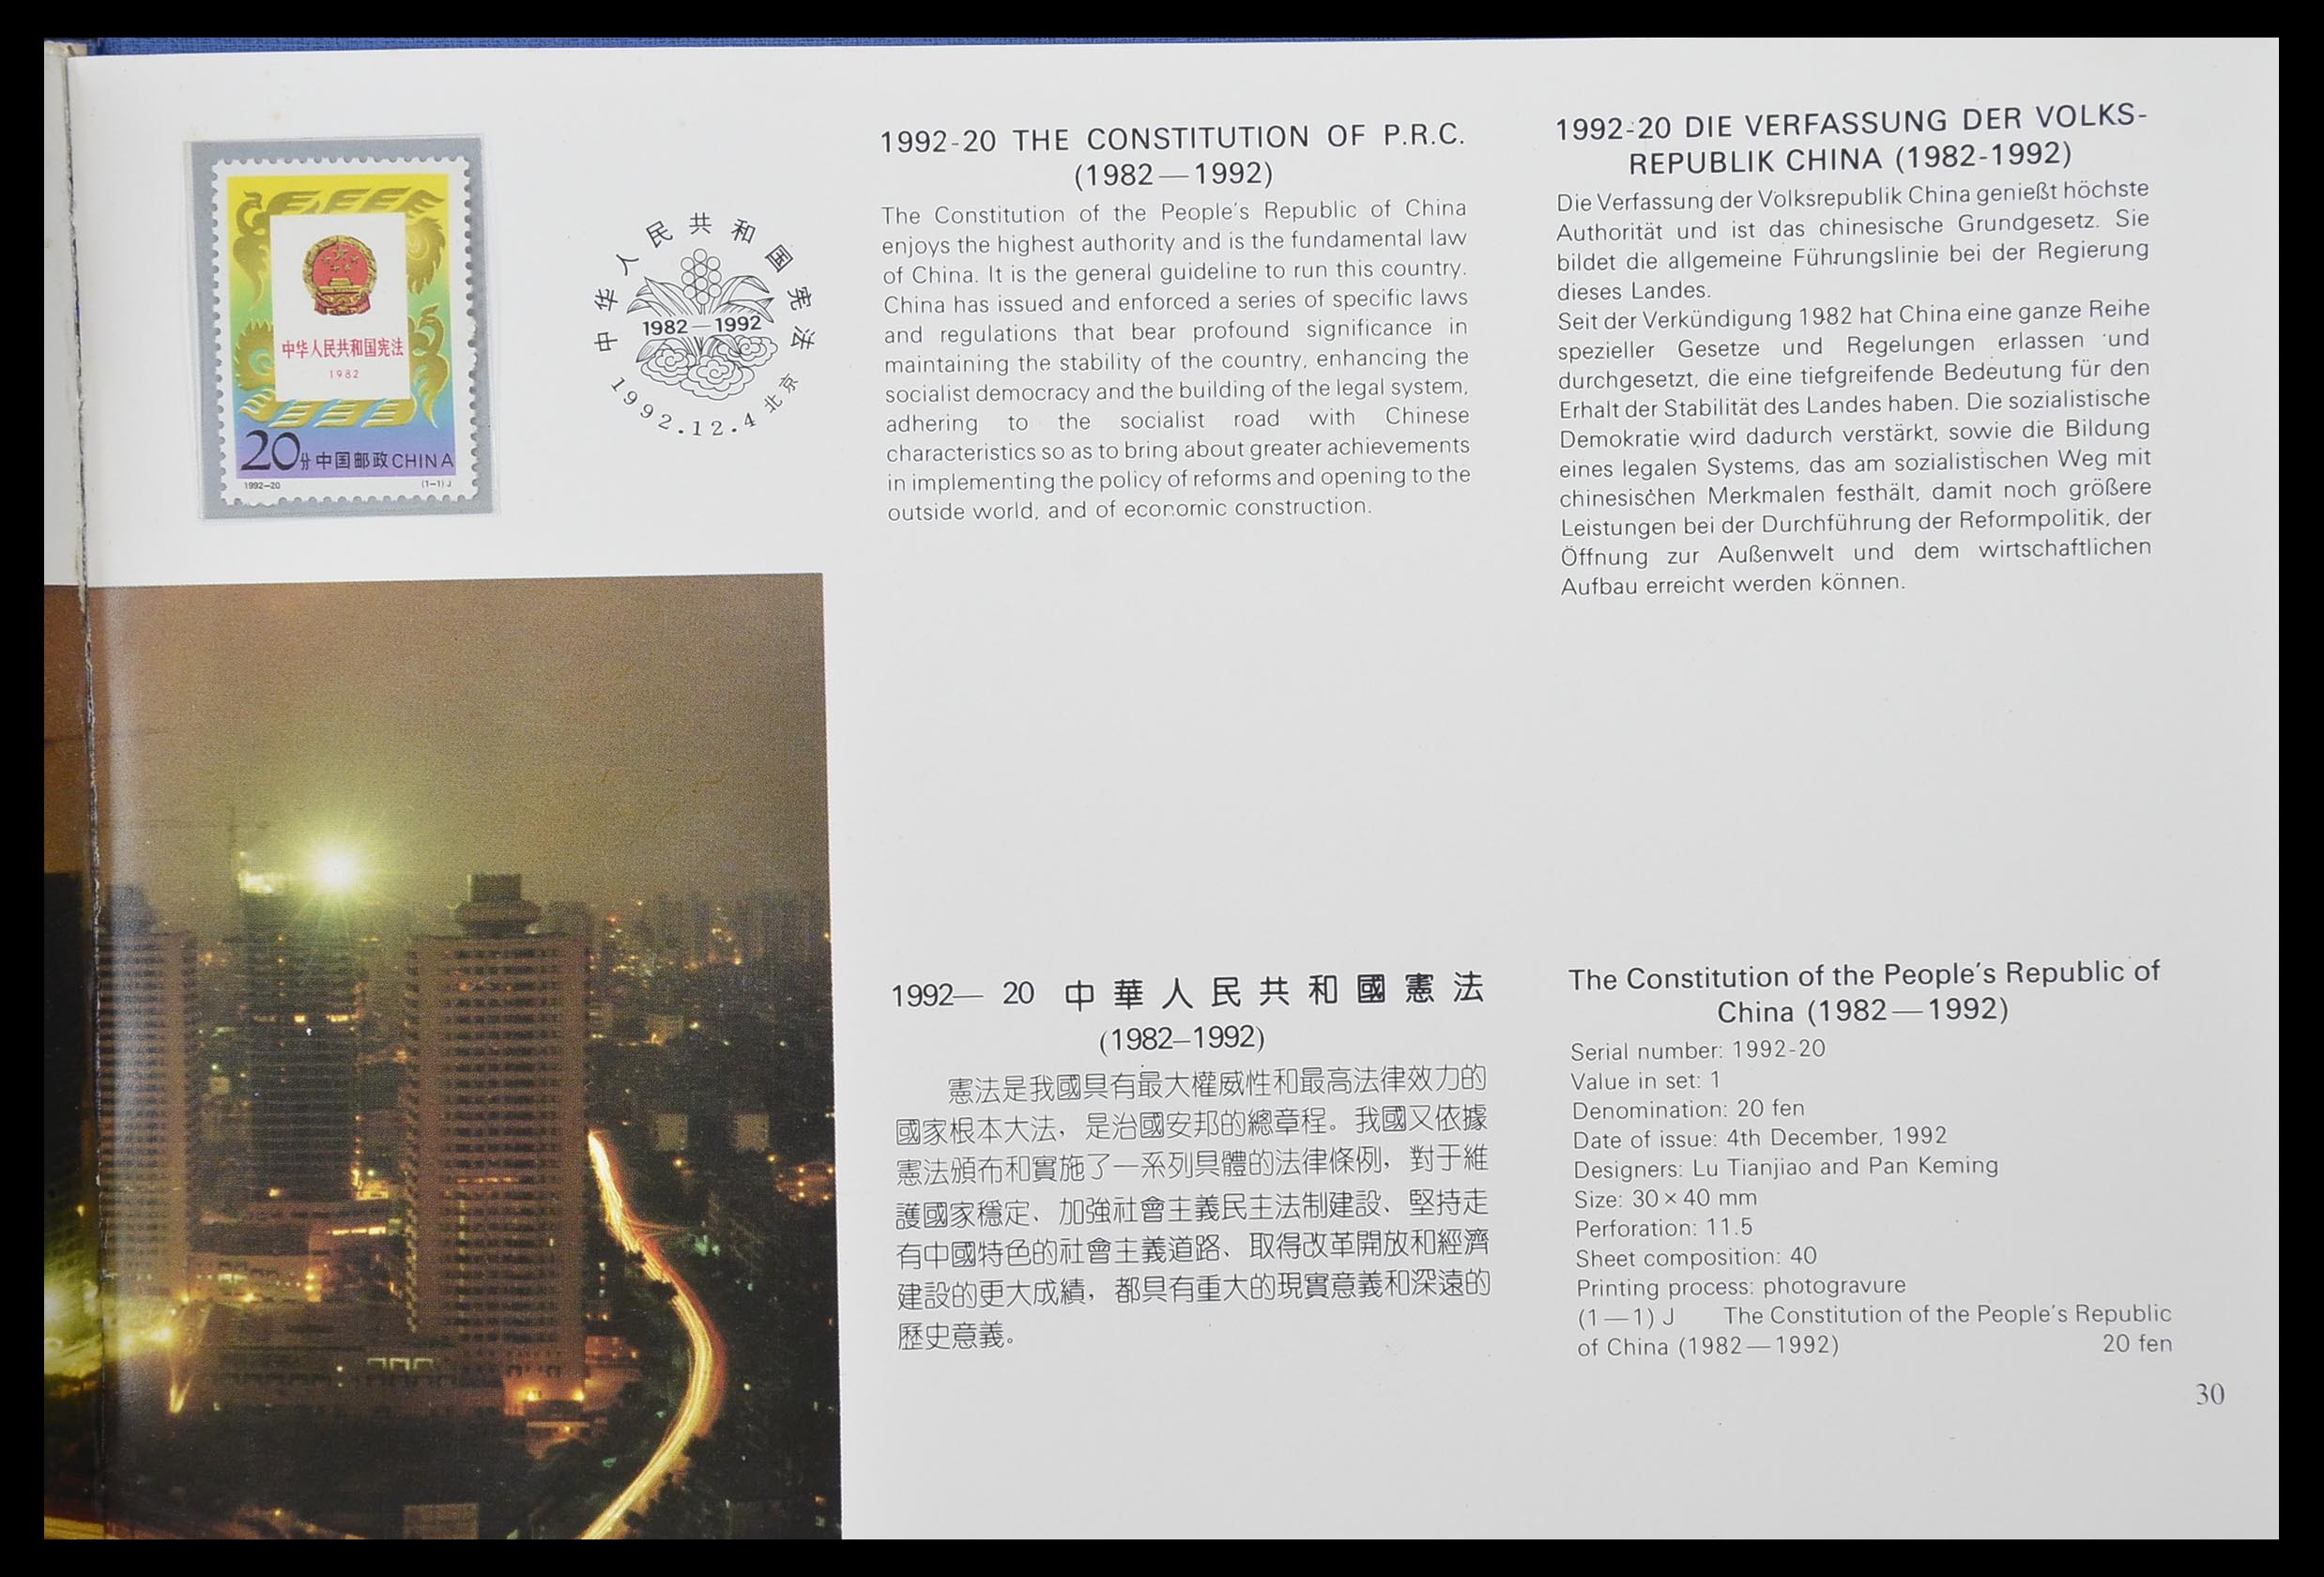 中华人民共和国宪法
1982
20分中国邮政CHINA
1992-20
(1-1) J
中华人民共和国宪法
1982—1992
1992.12.4 北京
1992-20 THE CONSTITUTION OF P.R.C.
(1982—1992)
The Constitution of the People's Republic of China
enjoys the highest authority and is the fundamental law
of China. It is the general guideline to run this country.
China has issued and enforced a series of specific laws
and regulations that bear profound significance in
maintaining the stability of the country, enhancing the
socialist democracy and the building of the legal system,
adhering to the socialist road with Chinese
characteristics so as to bring about greater achievements
in implementing the policy of reforms and opening to the
outside world, and of economic construction.
1992-20 DIE VERFASSUNG DER VOLKS-
REPUBLIK CHINA (1982-1992)
Die Verfassung der Volksrepublik China genießt höchste
Authorität und ist das chinesische Grundgesetz. Sie
bildet die allgemeine Führungslinie bei der Regierung
dieses Landes.
Seit der Verkündigung 1982 hat China eine ganze Reihe
spezieller Gesetze und Regelungen erlassen und
durchgesetzt, die eine tiefgreifende Bedeutung für den
Erhalt der Stabilität des Landes haben. Die sozialistische
Demokratie wird dadurch verstärkt, sowie die Bildung
eines legalen Systems, das am sozialistischen Weg mit
chinesischen Merkmalen festhält, damit noch größere
Leistungen bei der Durchführung der Reformpolitik, der
Öffnung zur Außenwelt und dem wirtschaftlichen
Aufbau erreicht werden können.
1992— 20 中華人民共和國憲法
(1982–1992)
憲法是我國具有最大權威性和最高法律效力的
國家根本大法，是治國安邦的總章程。我國又依據
憲法頒布和實施了一系列具體的法律條例，對于維
護國家穩定、加強社會主義民主法制建設、堅持走
有中國特色的社會主義道路、取得改革開放和經濟
建設的更大成績，都具有重大的現實意義和深遠的
歷史意義。
The Constitution of the People's Republic of
China (1982—1992)
Serial number: 1992-20
Value in set: 1
Denomination: 20 fen
Date of issue: 4th December, 1992
Designers: Lu Tianjiao and Pan Keming
Size: 30×40 mm
Perforation: 11.5
Sheet composition: 40
Printing process: photogravure
(1—1) J The Constitution of the People's Republic
of China (1982—1992) 20 fen
30